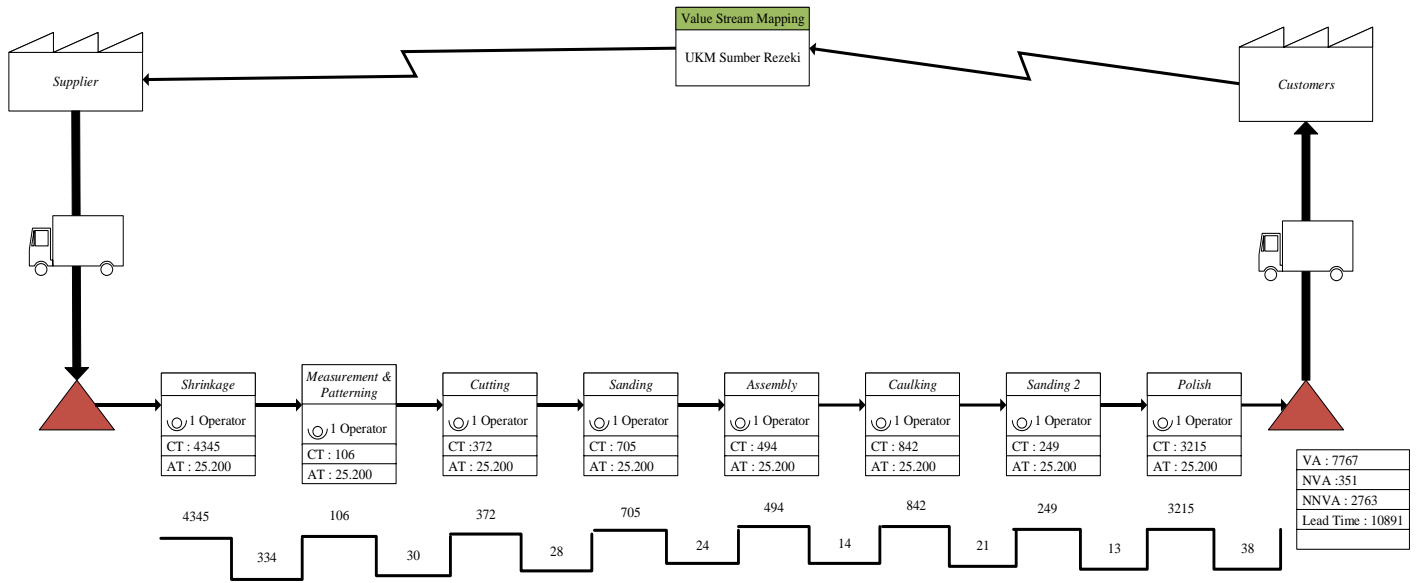 Value Stream Mapping
UKM Sumber Rezeki
Supplier
Customers
Shrinkage
1 Operator
CT : 4345
AT : 25.200
Measurement &
Patterning
1 Operator
CT : 106
AT : 25.200
Cutting
1 Operator
CT :372
AT : 25.200
Sanding
1 Operator
CT : 705
AT : 25.200
Assembly
1 Operator
CT : 494
AT : 25.200
Caulking
1 Operator
CT : 842
AT : 25.200
Sanding 2
1 Operator
CT : 249
AT : 25.200
Polish
1 Operator
CT : 3215
AT : 25.200
VA : 7767
NVA :351
NNVA : 2763
Lead Time : 10891
4345
334
106
30
372
28
705
24
494
14
842
21
249
13
3215
38